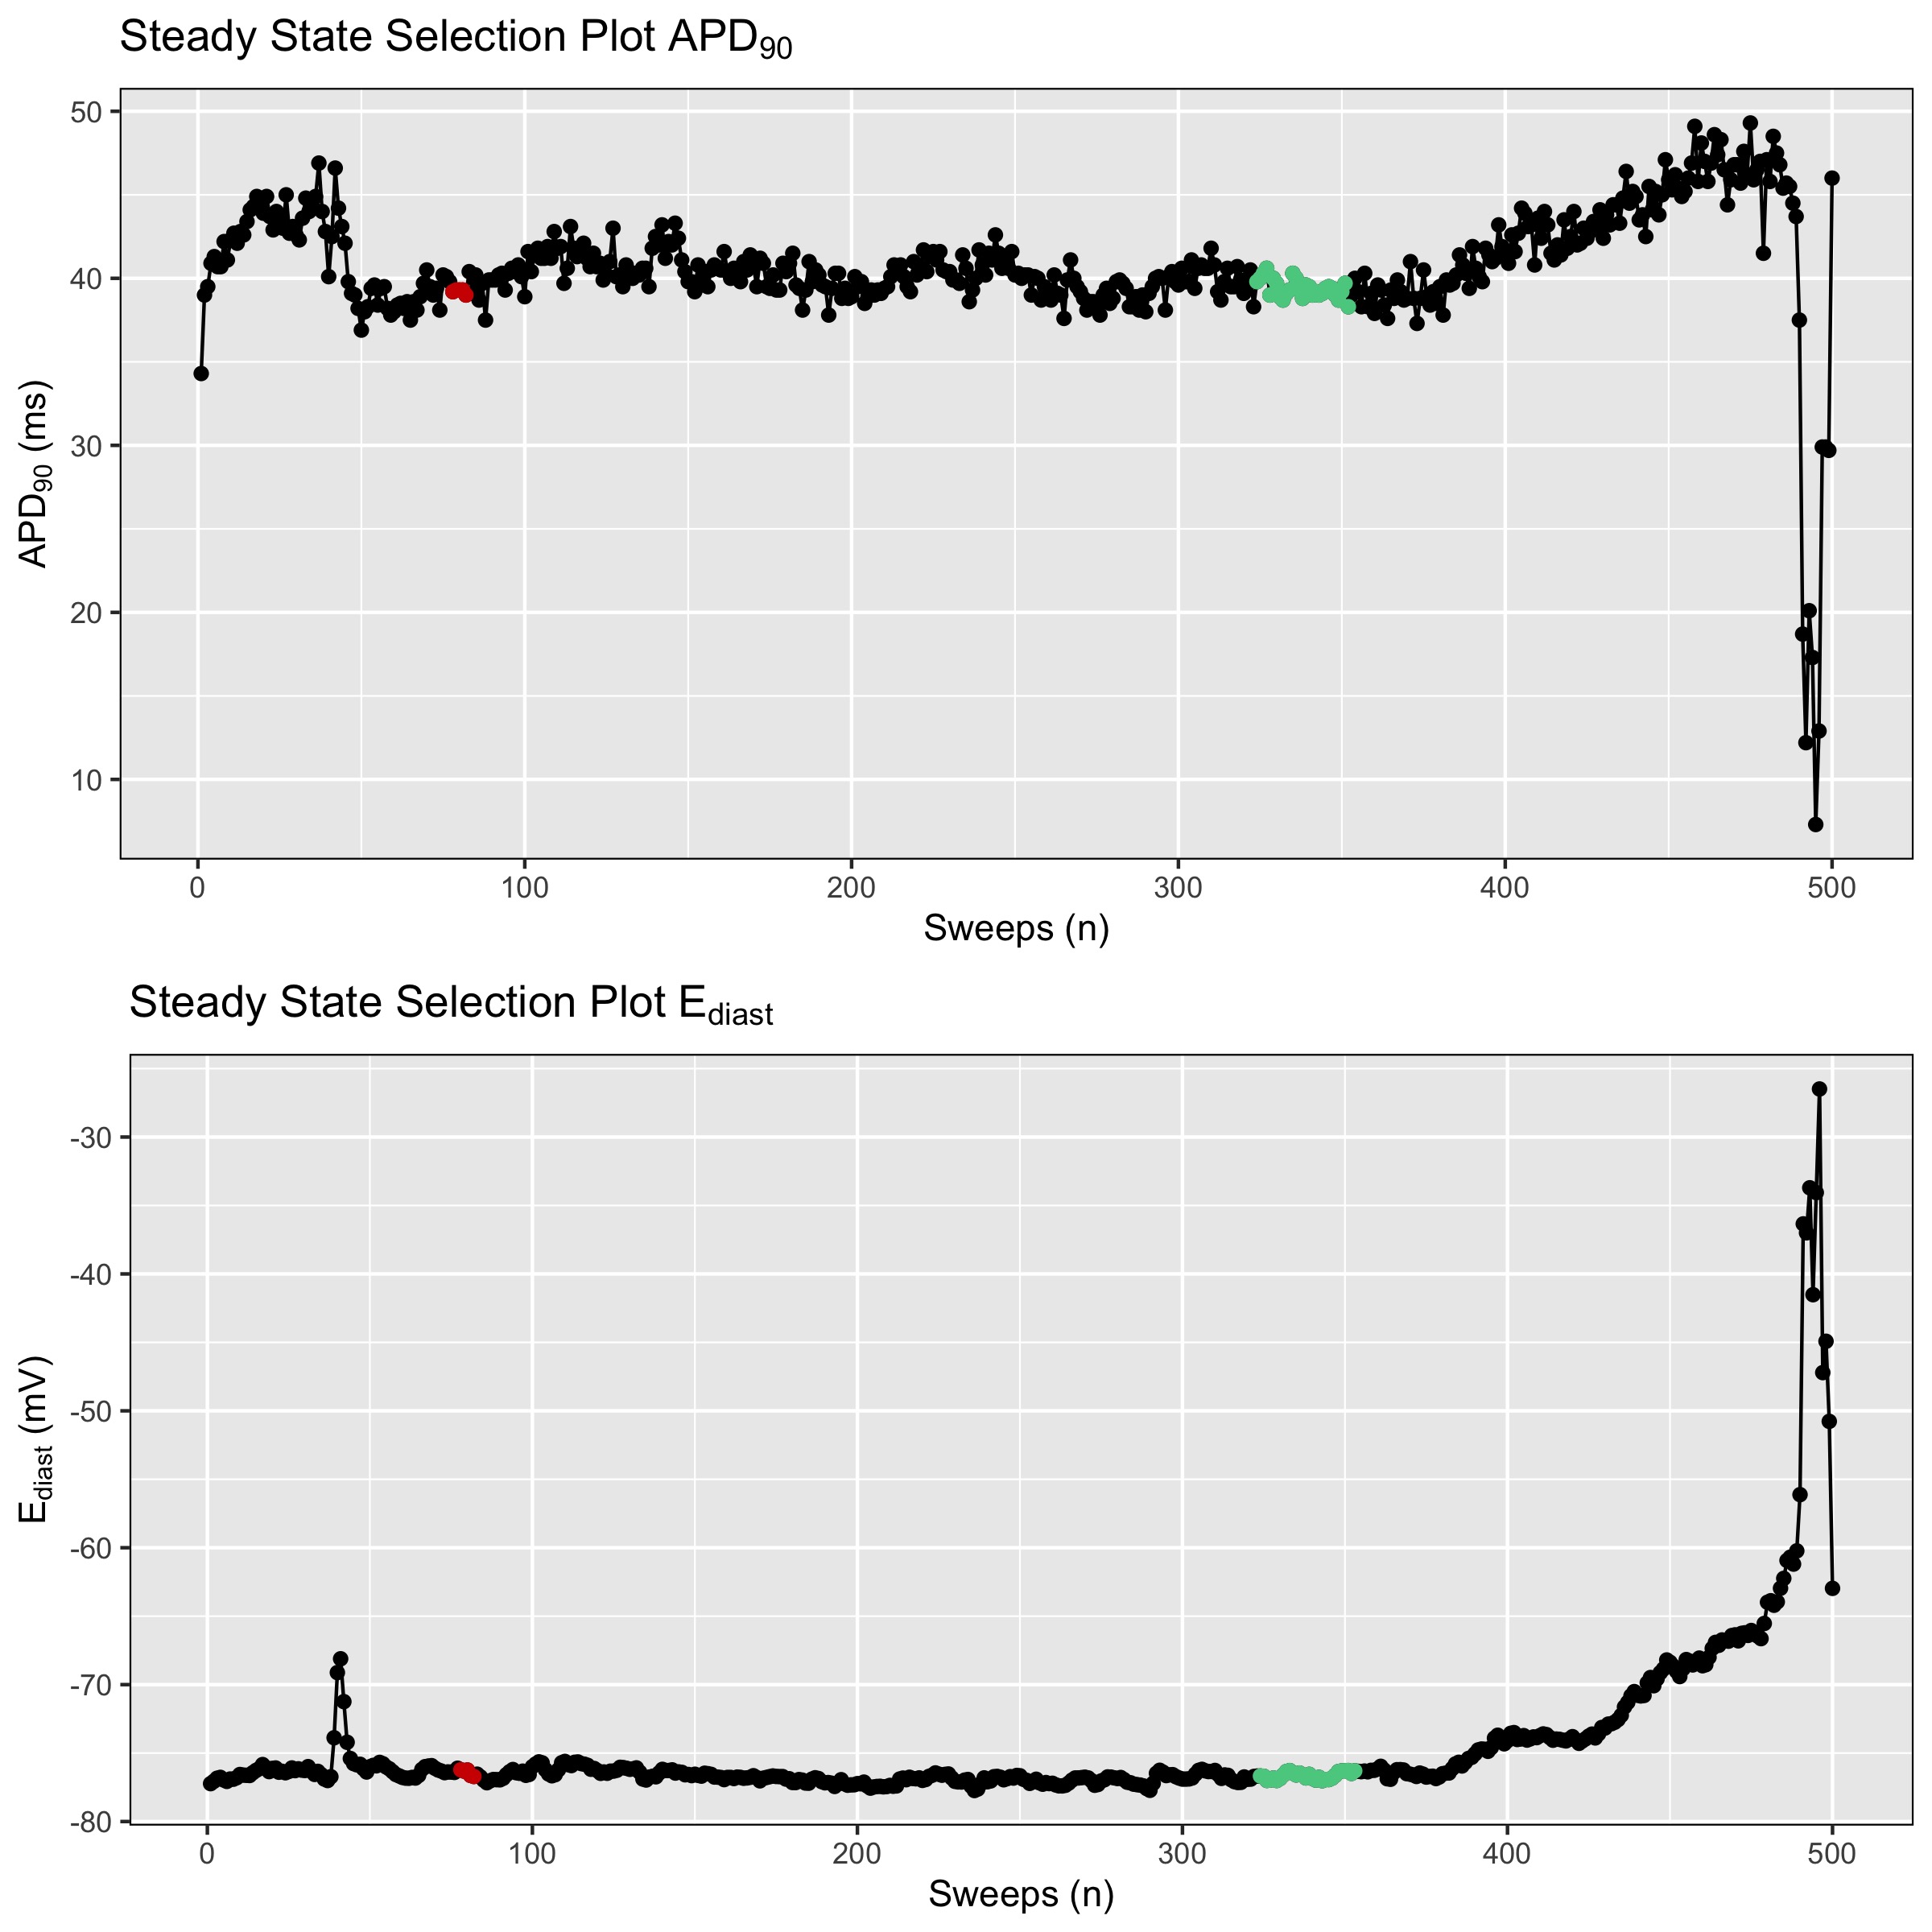 Steady State Selection Plot APD90
50
40
30
20
10
APD90 (ms)
0 100 200 300 400 500
Sweeps (n)
Steady State Selection Plot Ediast
-30
-40
-50
-60
-70
-80
Ediast (mV)
0 100 200 300 400 500
Sweeps (n)